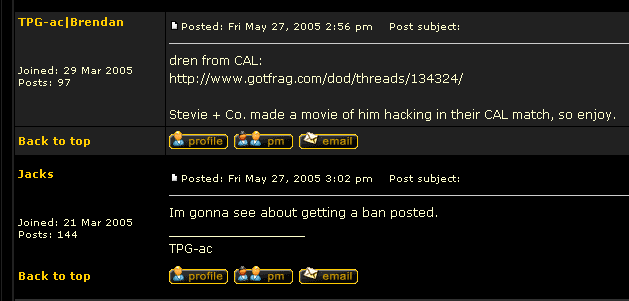 TPG-ac|Brendan
Posted: Fri May 27, 2005 2:56 pm Post subject:
Joined: 29 Mar 2005
Posts: 97
dren from CAL:
http://www.gotfrag.com/dod/threads/134324/
Stevie + Co. made a movie of him hacking in their CAL match, so enjoy.
Back to top
profile pm email
Jacks
Posted: Fri May 27, 2005 3:02 pm Post subject:
Joined: 21 Mar 2005
Posts: 144
Im gonna see about getting a ban posted.
_________________
TPG-ac
Back to top
profile pm email